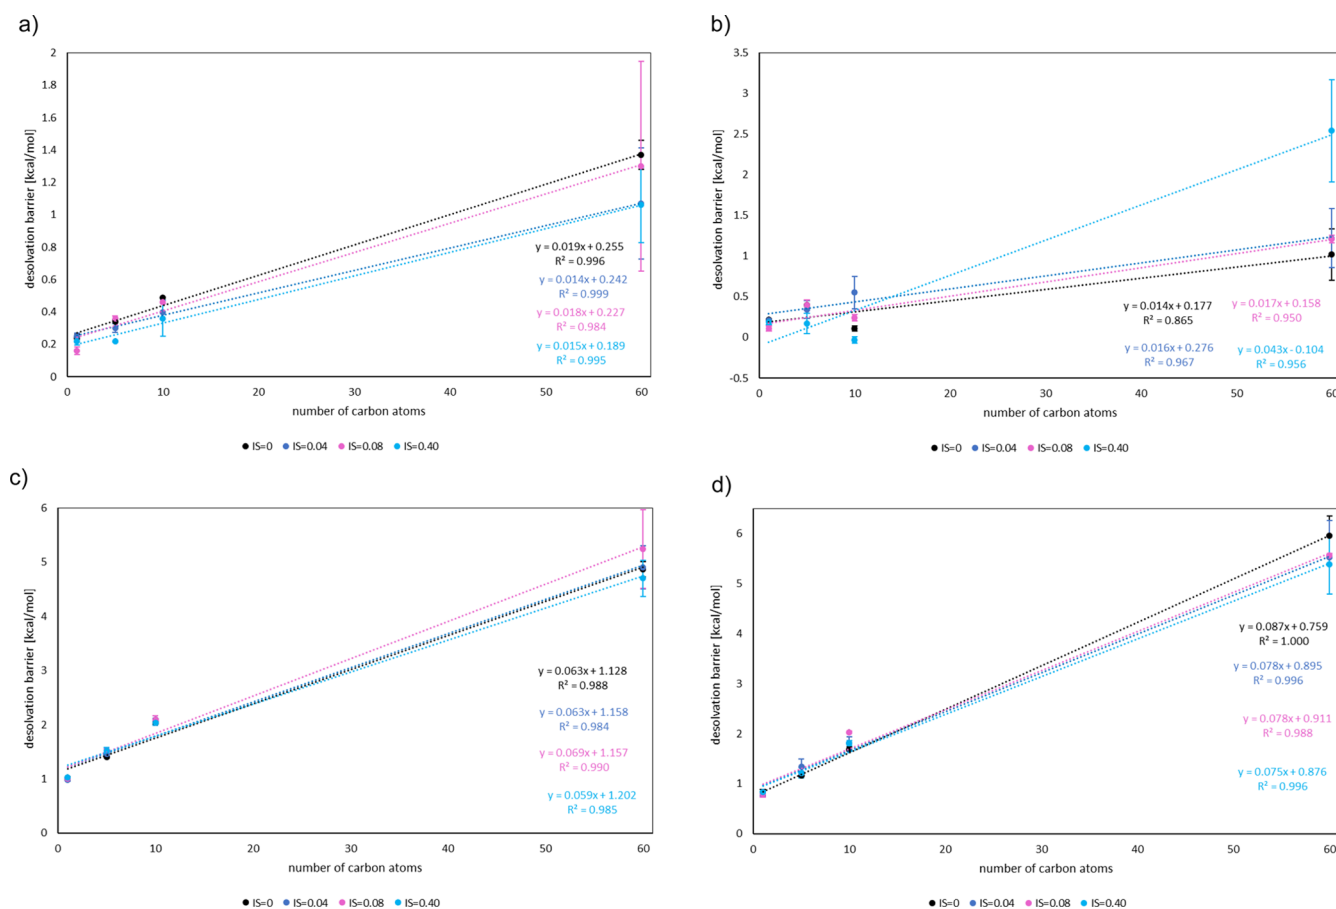 a)
2
1.8
1.6
1.4
1.2
1
0.8
0.6
0.4
0.2
0
desolvation barrier [kcal/mol]
y = 0.019x + 0.255
R² = 0.996
y = 0.014x + 0.242
R² = 0.999
y = 0.018x + 0.227
R² = 0.984
y = 0.015x + 0.189
R² = 0.995
0 10 20 30 40 50 60
number of carbon atoms
IS=0 IS=0.04 IS=0.08 IS=0.40
b)
3.5
3
2.5
2
1.5
1
0.5
0
-0.5
desolvation barrier [kcal/mol]
y = 0.014x + 0.177
R² = 0.865
y = 0.017x + 0.158
R² = 0.950
y = 0.016x + 0.276
R² = 0.967
y = 0.043x - 0.104
R² = 0.956
0 10 20 30 40 50 60
number of carbon atoms
IS=0 IS=0.04 IS=0.08 IS=0.40
c)
6
5
4
3
2
1
0
desolvation barrier [kcal/mol]
y = 0.063x + 1.128
R² = 0.988
y = 0.063x + 1.158
R² = 0.984
y = 0.069x + 1.157
R² = 0.990
y = 0.059x + 1.202
R² = 0.985
0 10 20 30 40 50 60
number of carbon atoms
IS=0 IS=0.04 IS=0.08 IS=0.40
d)
6
5
4
3
2
1
0
desolvation barrier [kcal/mol]
y = 0.087x + 0.759
R² = 1.000
y = 0.078x + 0.895
R² = 0.996
y = 0.078x + 0.911
R² = 0.988
y = 0.075x + 0.876
R² = 0.996
0 10 20 30 40 50 60
number of carbon atoms
IS=0 IS=0.04 IS=0.08 IS=0.40